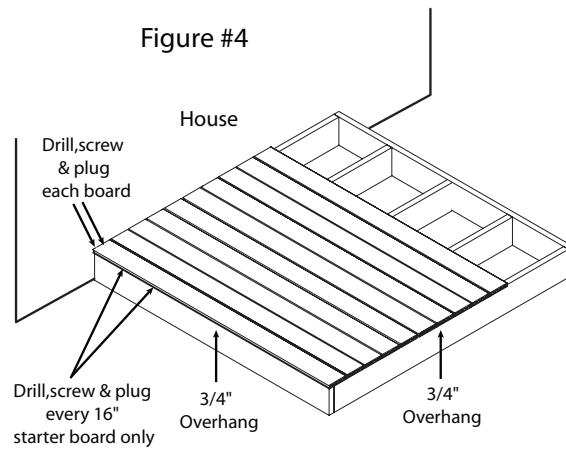 Figure #4
House
Drill,screw
& plug
each board
Drill,screw & plug
every 16"
starter board only
3/4"
Overhang
3/4"
Overhang